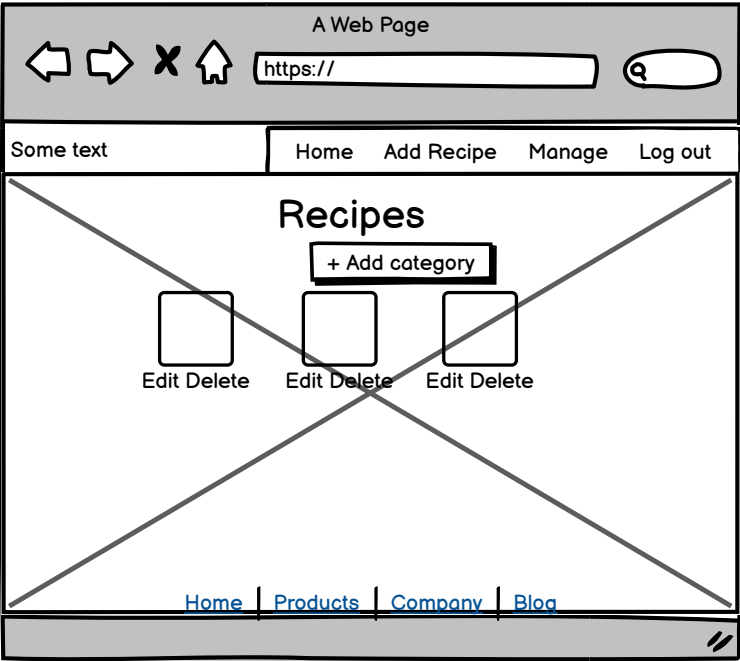 A Web Page
https://
Some text
Home Add Recipe Manage Log out
Recipes
+ Add category
Edit Delete Edit Delete Edit Delete
Home Products Company Blog